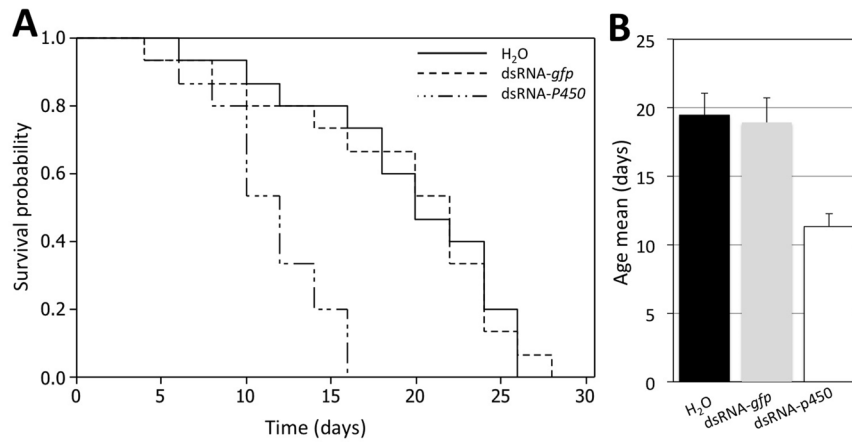 A
Survival probability
1.0
0.8
0.6
0.4
0.2
0.0
0
5
10
15
20
25
30
Time (days)
H₂O
dsRNA-gfp
dsRNA-P450
B
Age mean (days)
25
20
15
10
5
0
H₂O
dsRNA-gfp
dsRNA-p450